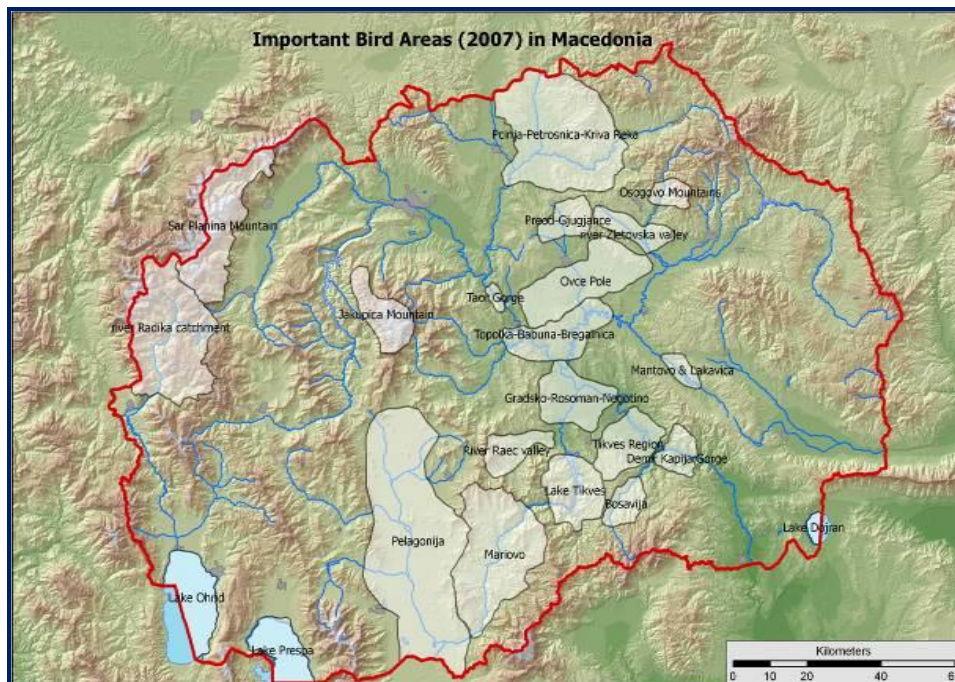 Important Bird Areas (2007) in Macedonia
Pcinja-Petrosnica-Kriva Reka
Osogovo Mountains
Sar Planina Mountain
Preod-Gjugjance
river Zletovska valley
Ovce Pole
Taor Gorge
river Radika catchment
Jakupica Mountain
Topolka-Babuna-Bregalnica
Mantovo & Lakavica
Gradsko-Rosoman-Negotino
River Raec valley
Tikves Region
Demir Kapija Gorge
Lake Tikves
Bosavija
Lake Dojran
Pelagonija
Mariovo
Lake Ohrid
Lake Prespa
Kilometers
0 10 20 40